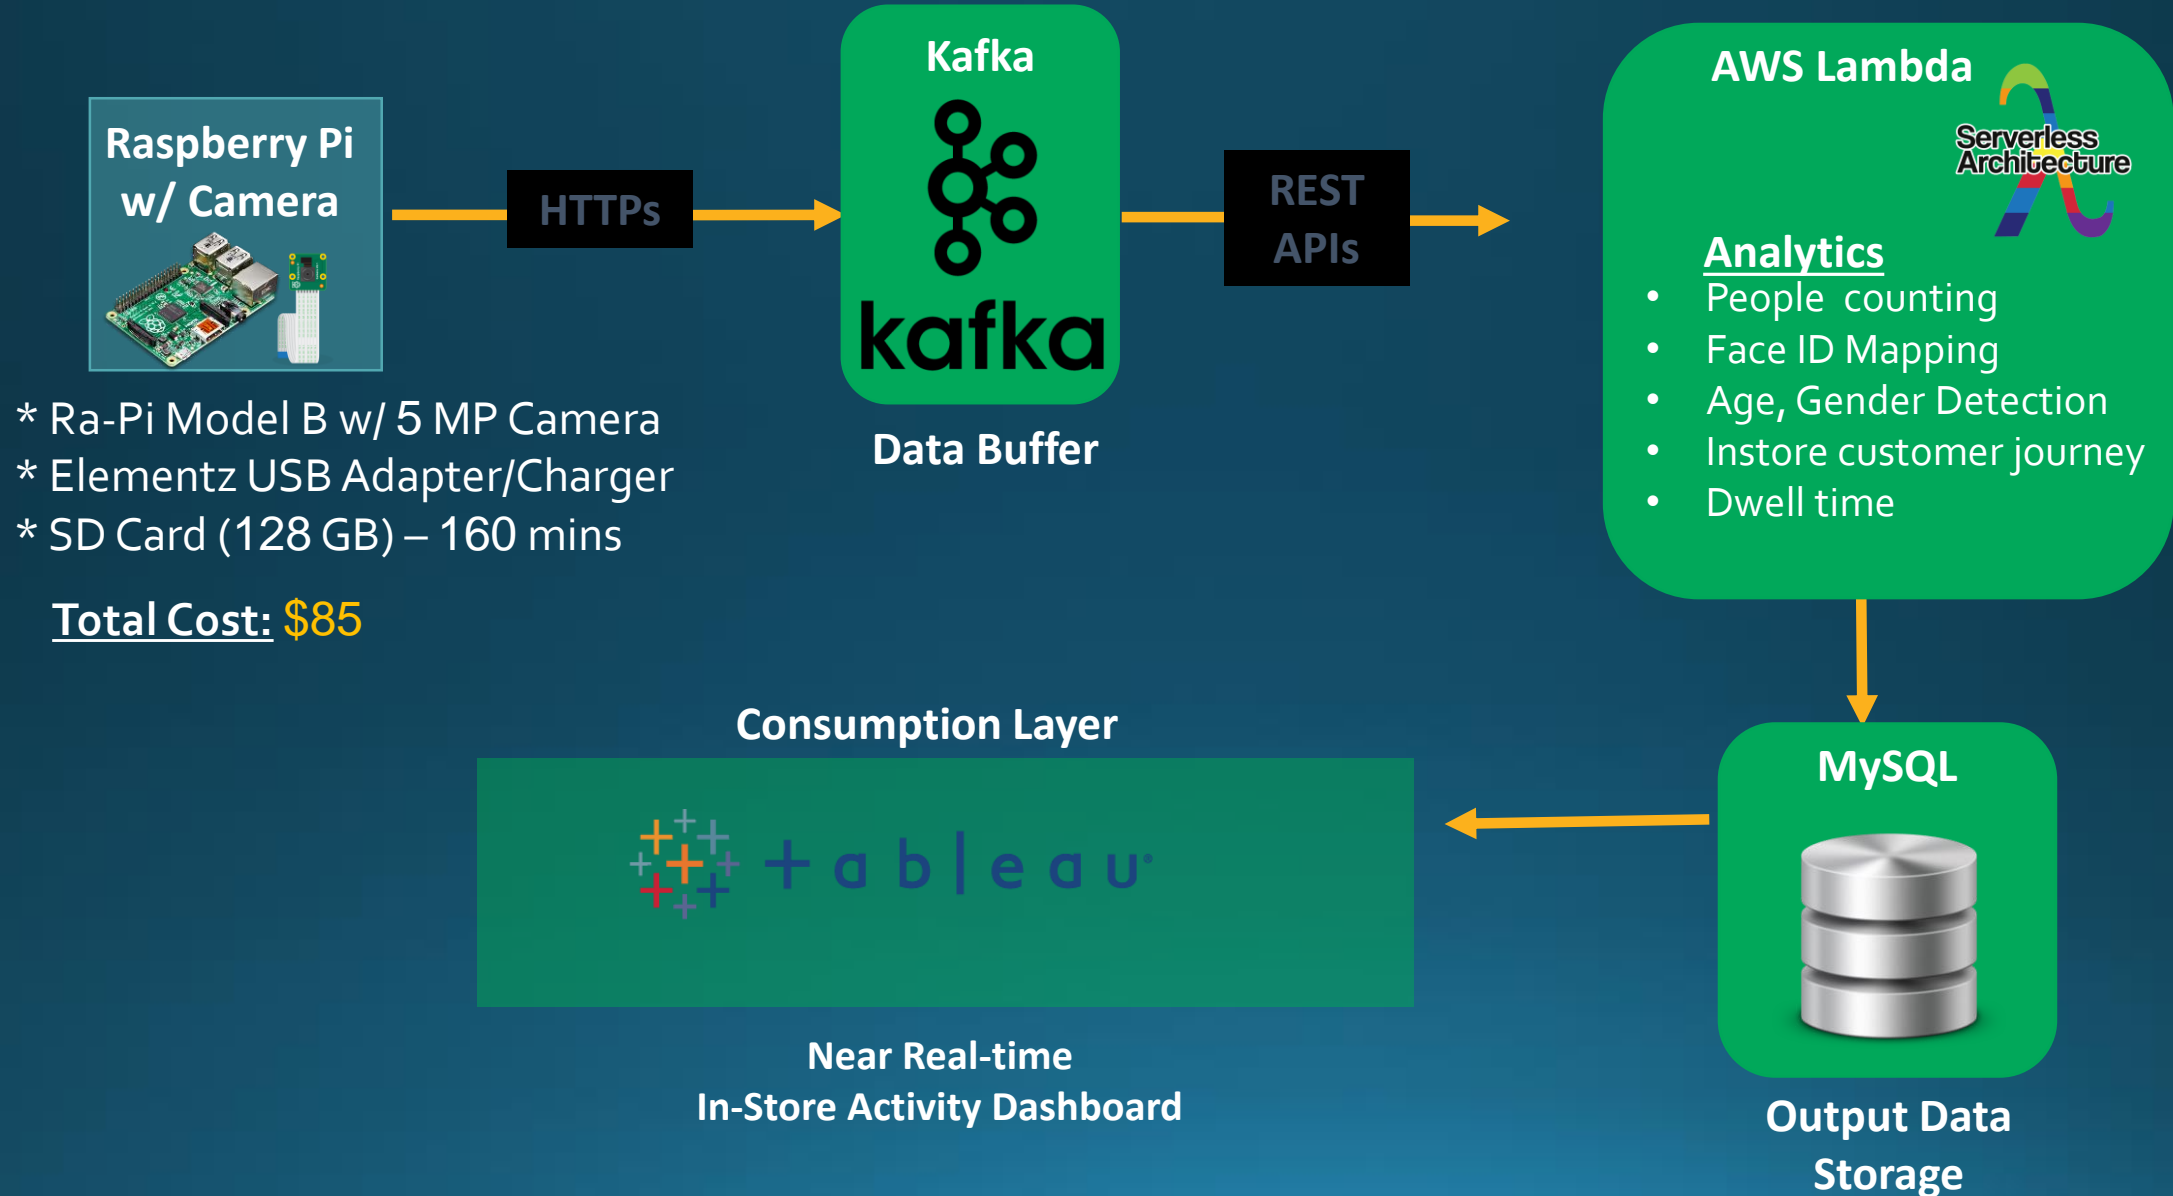 Raspberry Pi
w/ Camera
* Ra-Pi Model B w/ 5 MP Camera
* Elementz USB Adapter/Charger
* SD Card (128 GB) – 160 mins
Total Cost: $85
HTTPs
Kafka
kafka
Data Buffer
REST
APIs
AWS Lambda
Serverless
Architecture
Analytics
• People counting
• Face ID Mapping
• Age, Gender Detection
• Instore customer journey
• Dwell time
MySQL
Output Data
Storage
Consumption Layer
+ a b l e a u®
Near Real-time
In-Store Activity Dashboard